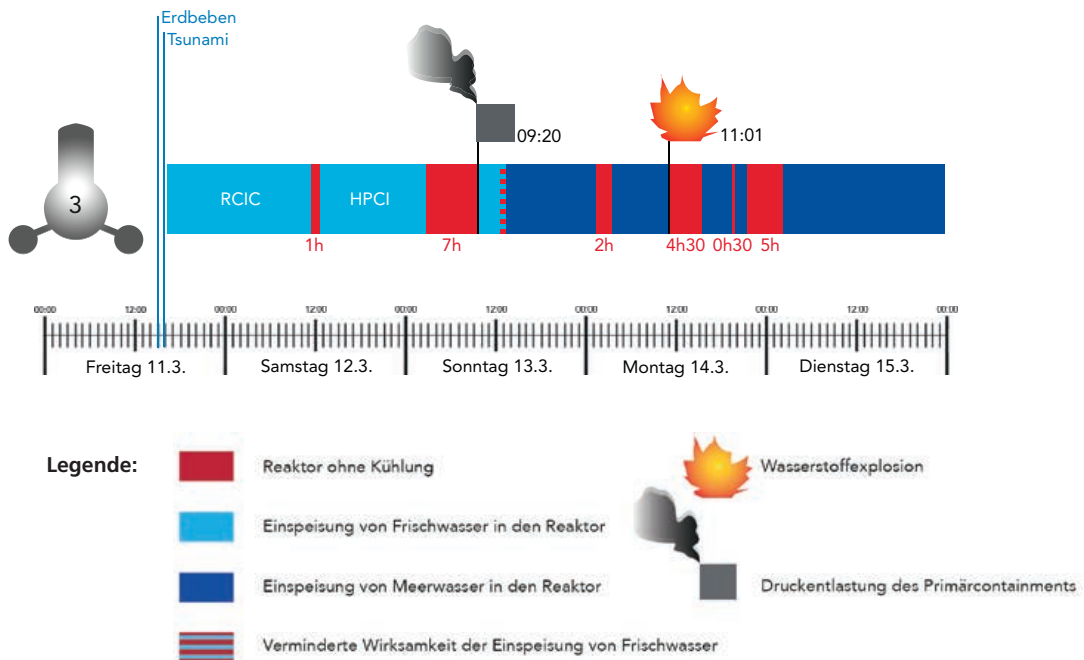 Erdbeben
Tsunami
09:20
11:01
3
RCIC
HPCI
1h
7h
2h
4h30
0h30
5h
00:00
12:00
00:00
12:00
00:00
12:00
00:00
12:00
00:00
12:00
00:00
Freitag 11.3.
Samstag 12.3.
Sonntag 13.3.
Montag 14.3.
Dienstag 15.3.
Legende:
Reaktor ohne Kühlung
Wasserstoffexplosion
Einspeisung von Frischwasser in den Reaktor
Einspeisung von Meerwasser in den Reaktor
Druckentlastung des Primärcontainments
Verminderte Wirksamkeit der Einspeisung von Frischwasser